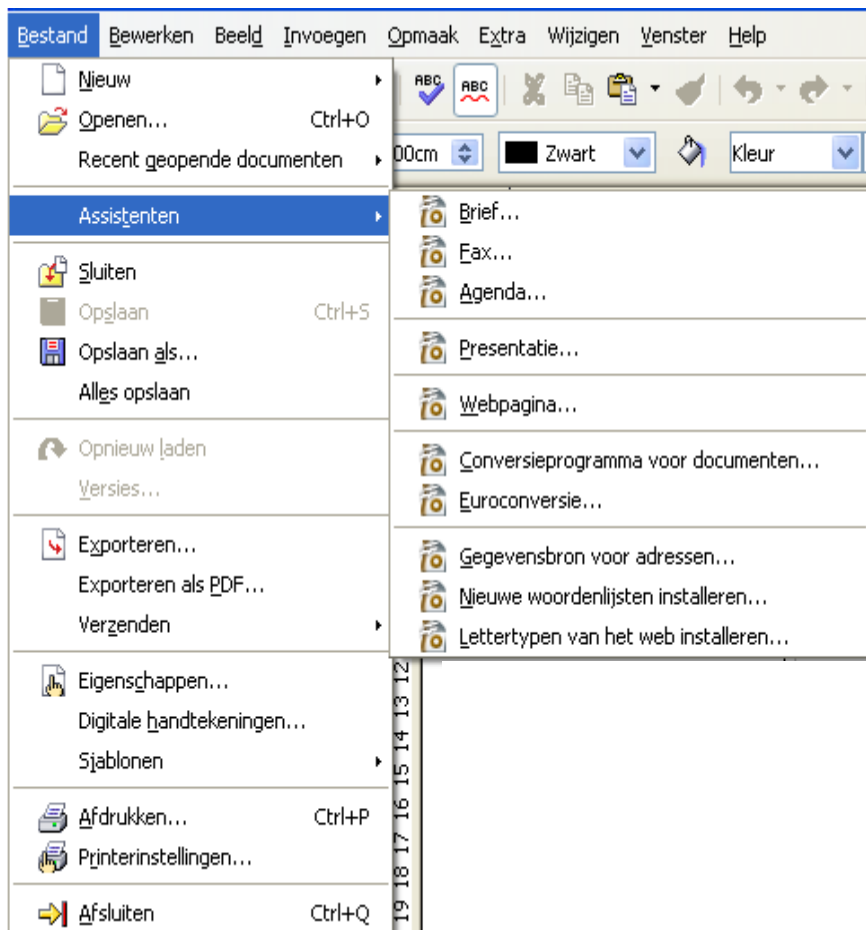 Bestand Bewerken Beeld Invoegen Opmaak Extra Wijzigen Venster Help
ABC ABC
00cm Zwart Kleur
Nieuw
Openen... Ctrl+O
Recent geopende documenten
Assistenten
Sluiten
Opslaan Ctrl+S
Opslaan als...
Alles opslaan
Opnieuw laden
Versies...
Exporteren...
Exporteren als PDF...
Verzenden
Eigenschappen...
Digitale handtekeningen...
Sjablonen
Afdrukken... Ctrl+P
Printerinstellingen...
Afsluiten Ctrl+Q
Brief...
Fax...
Agenda...
Presentatie...
Webpagina...
Conversieprogramma voor documenten...
Euroconversie...
Gegevensbron voor adressen...
Nieuwe woordenlijsten installeren...
Lettertypen van het web installeren...
12
13
14
15
16
17
18
19